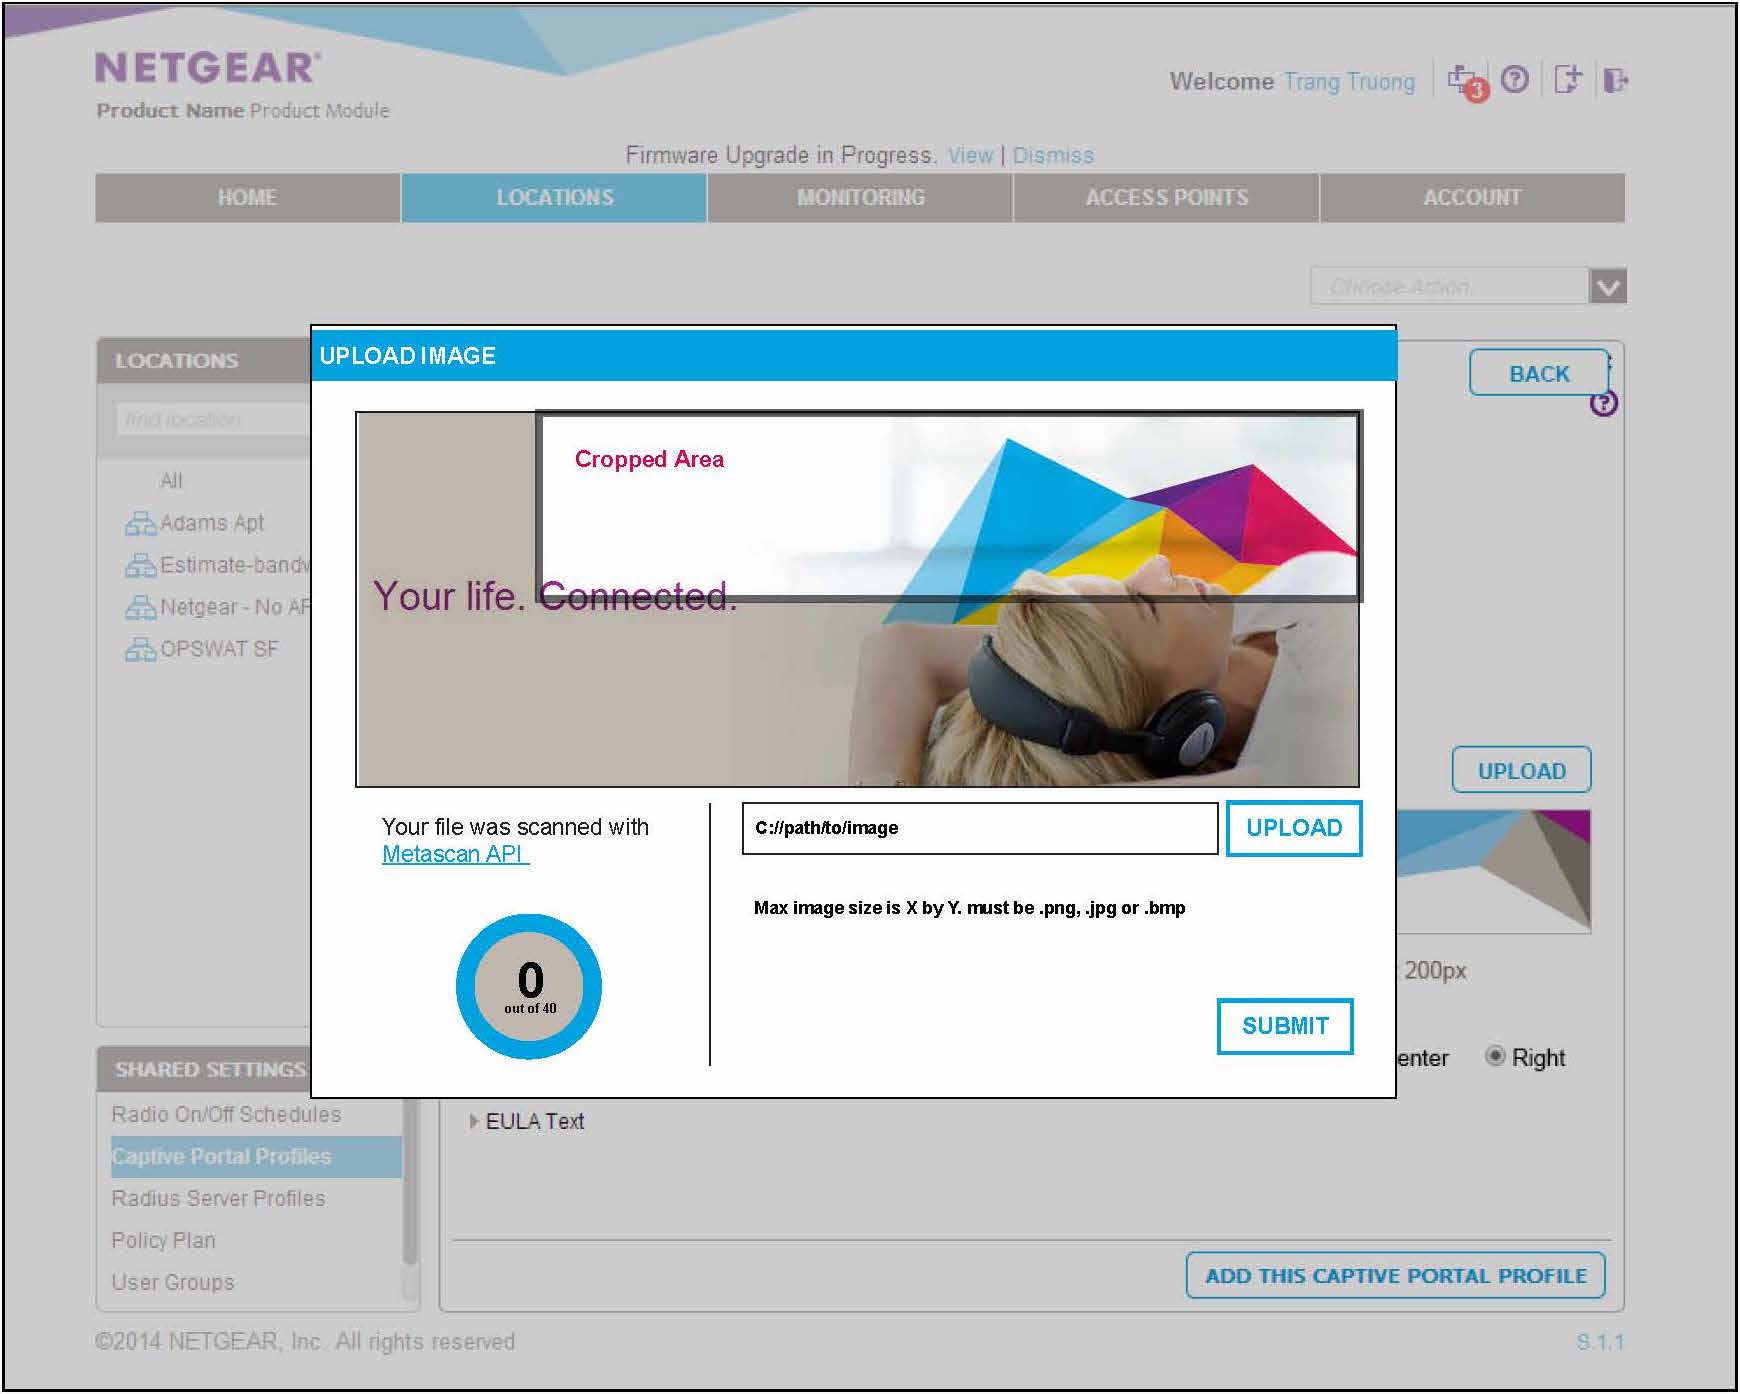 NETGEAR®
Product Name Product Module
Welcome Trang Truong
3
Firmware Upgrade in Progress. View | Dismiss
HOME
LOCATIONS
MONITORING
ACCESS POINTS
ACCOUNT
Choose Action
LOCATIONS
find location
All
Adams Apt
Estimate-bandw
Netgear - No AP
OPSWAT SF
UPLOAD IMAGE
Cropped Area
Your life. Connected.
Your file was scanned with
Metascan API
0
out of 40
C://path/to/image
UPLOAD
Max image size is X by Y. must be .png, .jpg or .bmp
SUBMIT
BACK
?
UPLOAD
200px
enter
Right
SHARED SETTINGS
Radio On/Off Schedules
Captive Portal Profiles
Radius Server Profiles
Policy Plan
User Groups
EULA Text
ADD THIS CAPTIVE PORTAL PROFILE
©2014 NETGEAR, Inc. All rights reserved
S.1.1